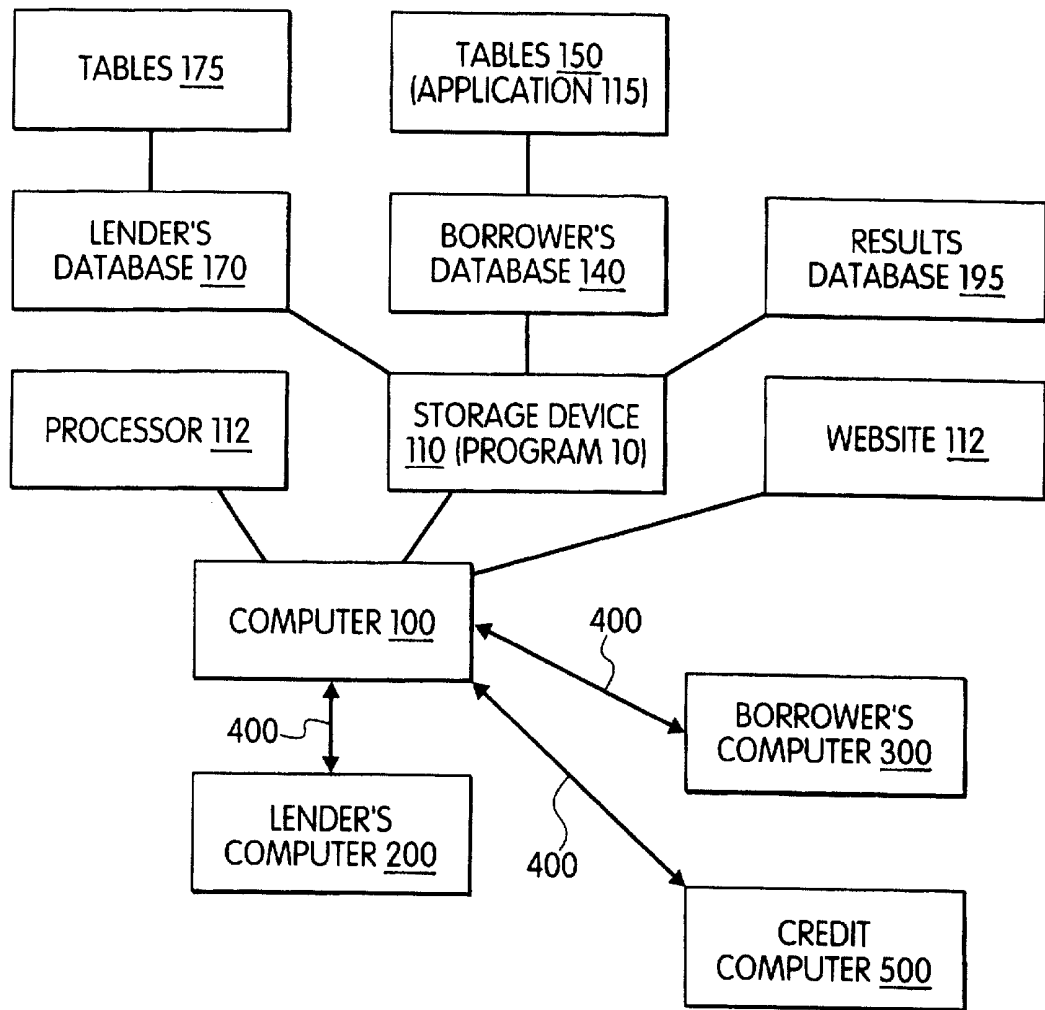 TABLES 175
TABLES 150
(APPLICATION 115)
LENDER'S
DATABASE 170
BORROWER'S
DATABASE 140
RESULTS
DATABASE 195
PROCESSOR 112
STORAGE DEVICE
110 (PROGRAM 10)
WEBSITE 112
COMPUTER 100
400
400
BORROWER'S
COMPUTER 300
LENDER'S
COMPUTER 200
400
CREDIT
COMPUTER 500